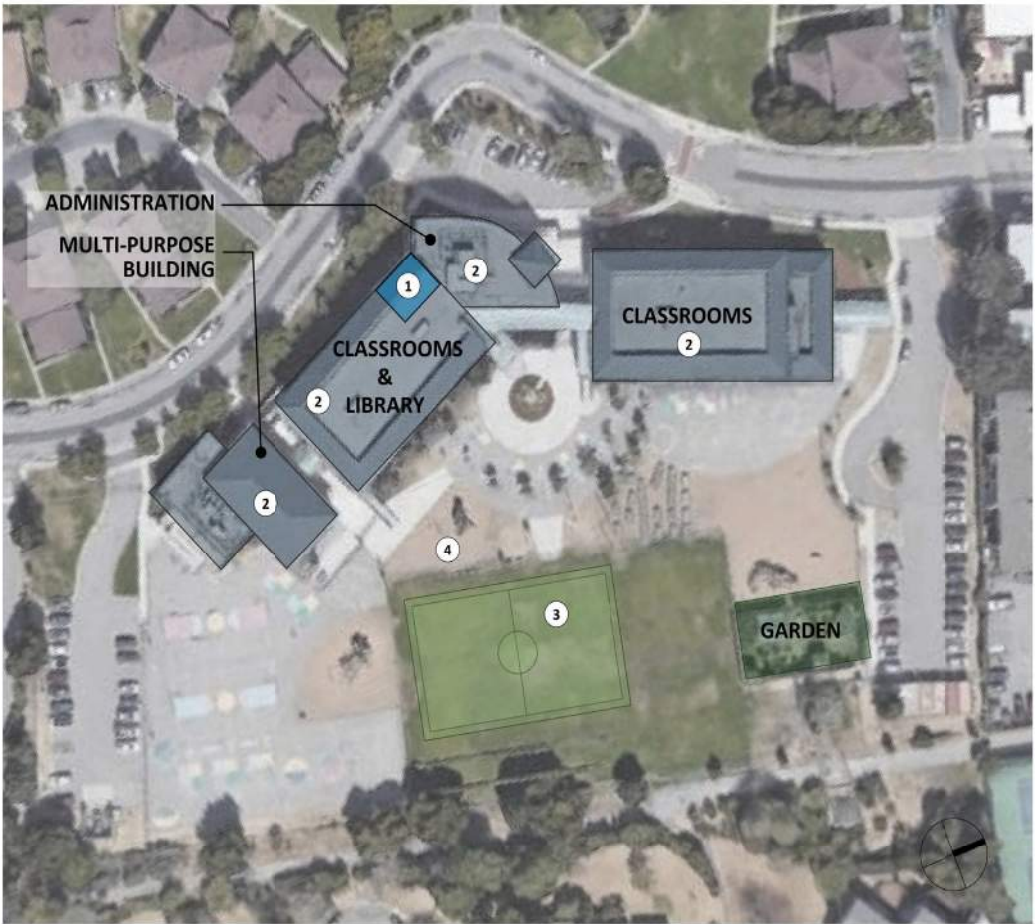 ADMINISTRATION
MULTI-PURPOSE
BUILDING
1
2
CLASSROOMS
2
CLASSROOMS
&
LIBRARY
2
2
4
3
GARDEN